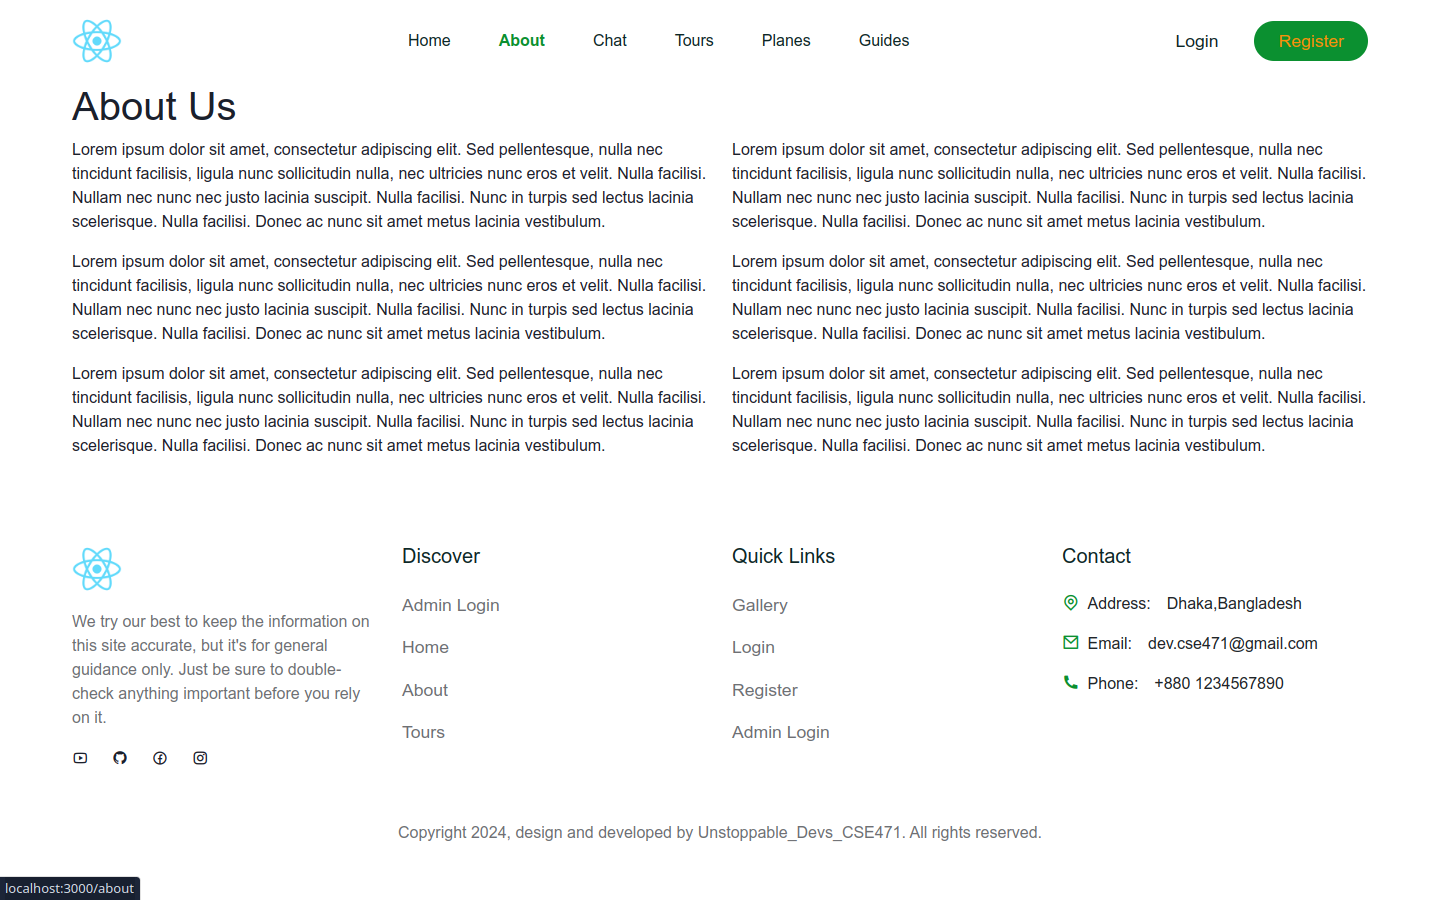 Home About Chat Tours Planes Guides Login Register
About Us
Lorem ipsum dolor sit amet, consectetur adipiscing elit. Sed pellentesque, nulla nec
tincidunt facilisis, ligula nunc sollicitudin nulla, nec ultricies nunc eros et velit. Nulla facilisi.
Nullam nec nunc nec justo lacinia suscipit. Nulla facilisi. Nunc in turpis sed lectus lacinia
scelerisque. Nulla facilisi. Donec ac nunc sit amet metus lacinia vestibulum.
Lorem ipsum dolor sit amet, consectetur adipiscing elit. Sed pellentesque, nulla nec
tincidunt facilisis, ligula nunc sollicitudin nulla, nec ultricies nunc eros et velit. Nulla facilisi.
Nullam nec nunc nec justo lacinia suscipit. Nulla facilisi. Nunc in turpis sed lectus lacinia
scelerisque. Nulla facilisi. Donec ac nunc sit amet metus lacinia vestibulum.
Lorem ipsum dolor sit amet, consectetur adipiscing elit. Sed pellentesque, nulla nec
tincidunt facilisis, ligula nunc sollicitudin nulla, nec ultricies nunc eros et velit. Nulla facilisi.
Nullam nec nunc nec justo lacinia suscipit. Nulla facilisi. Nunc in turpis sed lectus lacinia
scelerisque. Nulla facilisi. Donec ac nunc sit amet metus lacinia vestibulum.
Lorem ipsum dolor sit amet, consectetur adipiscing elit. Sed pellentesque, nulla nec
tincidunt facilisis, ligula nunc sollicitudin nulla, nec ultricies nunc eros et velit. Nulla facilisi.
Nullam nec nunc nec justo lacinia suscipit. Nulla facilisi. Nunc in turpis sed lectus lacinia
scelerisque. Nulla facilisi. Donec ac nunc sit amet metus lacinia vestibulum.
Lorem ipsum dolor sit amet, consectetur adipiscing elit. Sed pellentesque, nulla nec
tincidunt facilisis, ligula nunc sollicitudin nulla, nec ultricies nunc eros et velit. Nulla facilisi.
Nullam nec nunc nec justo lacinia suscipit. Nulla facilisi. Nunc in turpis sed lectus lacinia
scelerisque. Nulla facilisi. Donec ac nunc sit amet metus lacinia vestibulum.
Lorem ipsum dolor sit amet, consectetur adipiscing elit. Sed pellentesque, nulla nec
tincidunt facilisis, ligula nunc sollicitudin nulla, nec ultricies nunc eros et velit. Nulla facilisi.
Nullam nec nunc nec justo lacinia suscipit. Nulla facilisi. Nunc in turpis sed lectus lacinia
scelerisque. Nulla facilisi. Donec ac nunc sit amet metus lacinia vestibulum.
We try our best to keep the information on
this site accurate, but it's for general
guidance only. Just be sure to double-
check anything important before you rely
on it.
Discover
Admin Login
Home
About
Tours
Quick Links
Gallery
Login
Register
Admin Login
Contact
Address: Dhaka,Bangladesh
Email: dev.cse471@gmail.com
Phone: +880 1234567890
Copyright 2024, design and developed by Unstoppable_Devs_CSE471. All rights reserved.
localhost:3000/about